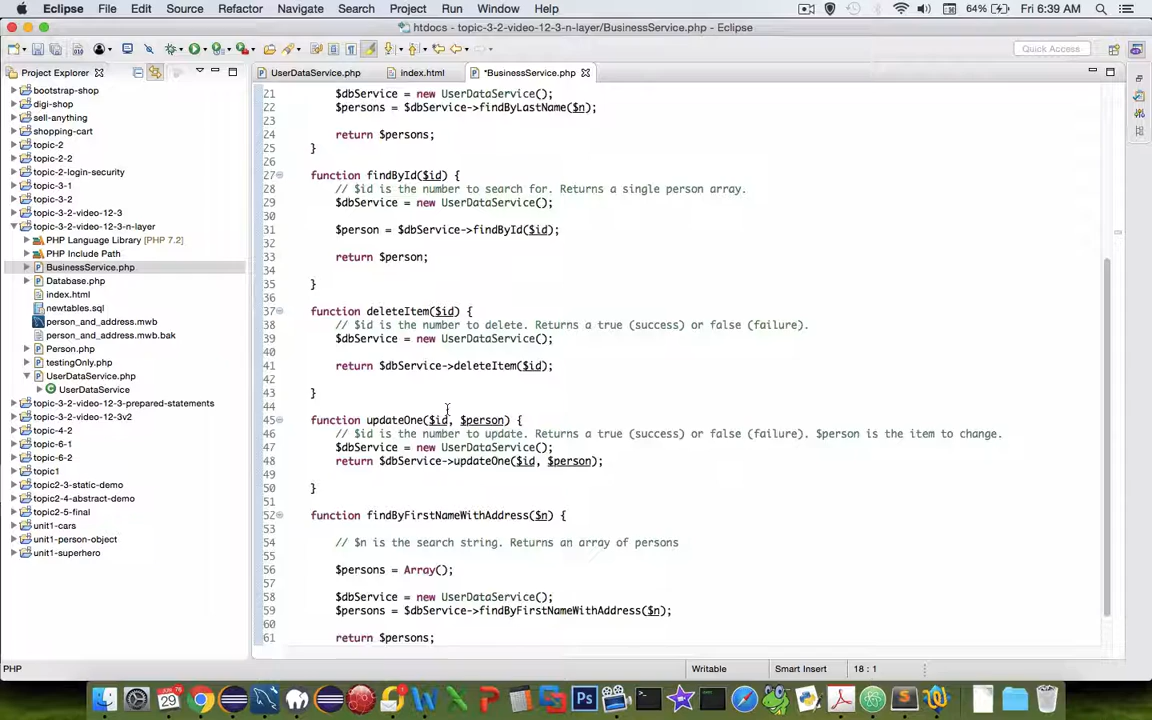 Eclipse File Edit Source Refactor Navigate Search Project Run Window Help 64% Fri 6:39 AM
htdocs - topic-3-2-video-12-3-n-layer/BusinessService.php - Eclipse
Quick Access
Project Explorer
UserDataService.php index.html *BusinessService.php
bootstrap-shop
digi-shop
sell-anything
shopping-cart
topic-2
topic-2-2
topic-2-login-security
topic-3-1
topic-3-2
topic-3-2-video-12-3
topic-3-2-video-12-3-n-layer
PHP Language Library [PHP 7.2]
PHP Include Path
BusinessService.php
Database.php
index.html
newtables.sql
person_and_address.mwb
person_and_address.mwb.bak
Person.php
testingOnly.php
UserDataService.php
UserDataService
topic-3-2-video-12-3-prepared-statements
topic-3-2-video-12-3v2
topic-4-2
topic-6-1
topic-6-2
topic1
topic2-3-static-demo
topic2-4-abstract-demo
topic2-5-final
unit1-cars
unit1-person-object
unit1-superhero
21 $dbService = new UserDataService();
22 $persons = $dbService->findByLastName($n);
23
24 return $persons;
25 }
26
27 function findById($id) {
28 // $id is the number to search for. Returns a single person array.
29 $dbService = new UserDataService();
30
31 $person = $dbService->findById($id);
32
33 return $person;
34
35 }
36
37 function deleteItem($id) {
38 // $id is the number to delete. Returns a true (success) or false (failure).
39 $dbService = new UserDataService();
40
41 return $dbService->deleteItem($id);
42
43 }
44
45 function updateOne($id, $person) {
46 // $id is the number to update. Returns a true (success) or false (failure). $person is the item to change.
47 $dbService = new UserDataService();
48 return $dbService->updateOne($id, $person);
49
50 }
51
52 function findByFirstNameWithAddress($n) {
53
54 // $n is the search string. Returns an array of persons
55
56 $persons = Array();
57
58 $dbService = new UserDataService();
59 $persons = $dbService->findByFirstNameWithAddress($n);
60
61 return $persons;
PHP Writable Smart Insert 18 : 1